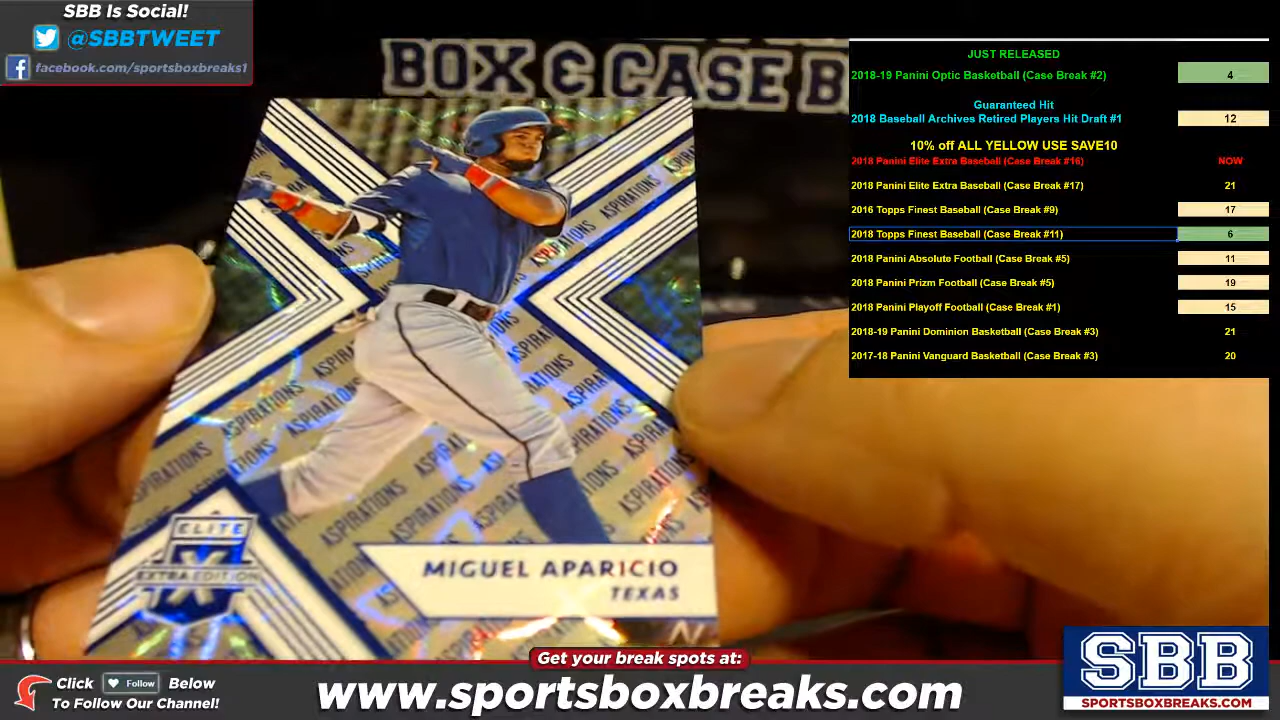 SBB Is Social!
@SBBTWEET
facebook.com/sportsboxbreaks1
BOX & CASE B
JUST RELEASED
2018-19 Panini Optic Basketball (Case Break #2) 4
Guaranteed Hit
2018 Baseball Archives Retired Players Hit Draft #1 12
10% off ALL YELLOW USE SAVE10
2018 Panini Elite Extra Baseball (Case Break #16) NOW
2018 Panini Elite Extra Baseball (Case Break #17) 21
2016 Topps Finest Baseball (Case Break #9) 17
2018 Topps Finest Baseball (Case Break #11) 6
2018 Panini Absolute Football (Case Break #5) 11
2018 Panini Prizm Football (Case Break #5) 19
2018 Panini Playoff Football (Case Break #1) 15
2018-19 Panini Dominion Basketball (Case Break #3) 21
2017-18 Panini Vanguard Basketball (Case Break #3) 20
ASPIRATIONS
ASPIRATIONS
ASPIRATIONS
ASPIRATIONS
ASPIRATIONS
ASPIRATIONS
ELITE
EXTRA EDITION
MIGUEL APARICIO
TEXAS
Get your break spots at:
Click Follow Below
To Follow Our Channel!
www.sportsboxbreaks.com
SBB
SPORTSBOXBREAKS.COM